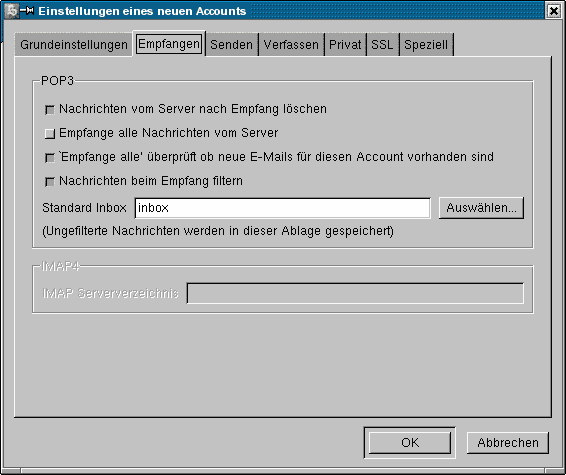 Einstellungen eines neuen Accounts
Grundeinstellungen Empfangen Senden Verfassen Privat SSL Speziell
POP3
Nachrichten vom Server nach Empfang löschen
Empfange alle Nachrichten vom Server
`Empfange alle' überprüft ob neue E-Mails für diesen Account vorhanden sind
Nachrichten beim Empfang filtern
Standard Inbox inbox Auswählen...
(Ungefilterte Nachrichten werden in dieser Ablage gespeichert)
IMAP4
IMAP Serververzeichnis
OK Abbrechen